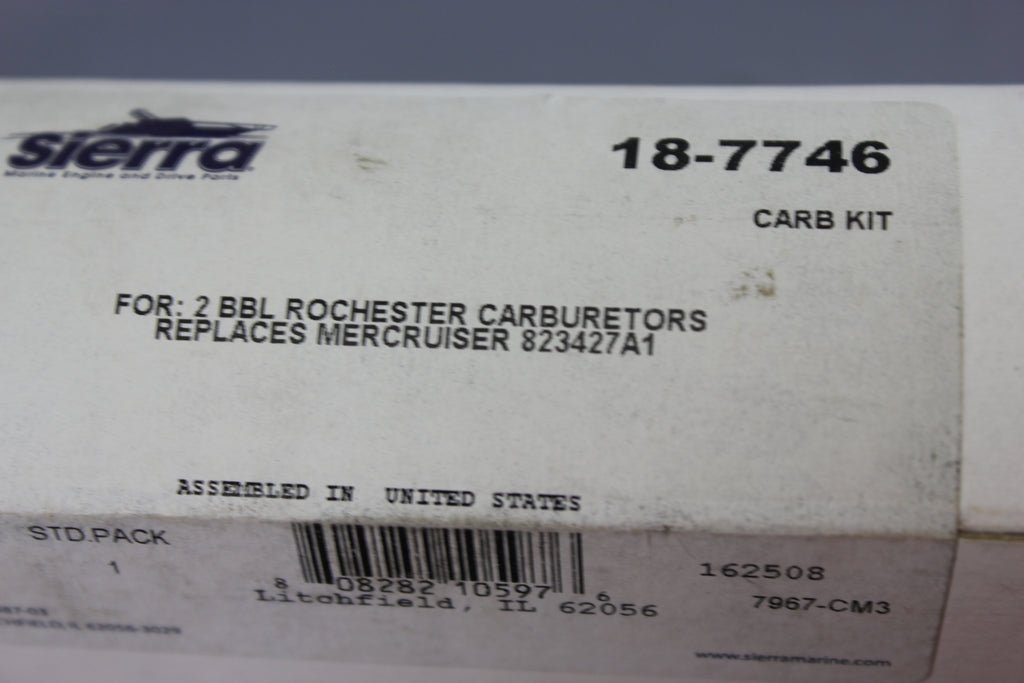 sierra
Marine Engine and Drive Parts
18-7746
CARB KIT
FOR: 2 BBL ROCHESTER CARBURETORS
REPLACES MERCRUISER 823427A1
ASSEMBLED IN UNITED STATES
STD.PACK
1
8 08282 10597 6
Litchfield, IL 62056
162508
7967-CM3
62056-3029
www.sierramarine.com